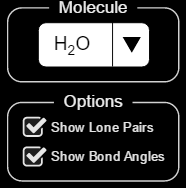 Molecule
H₂O
Options
Show Lone Pairs
Show Bond Angles